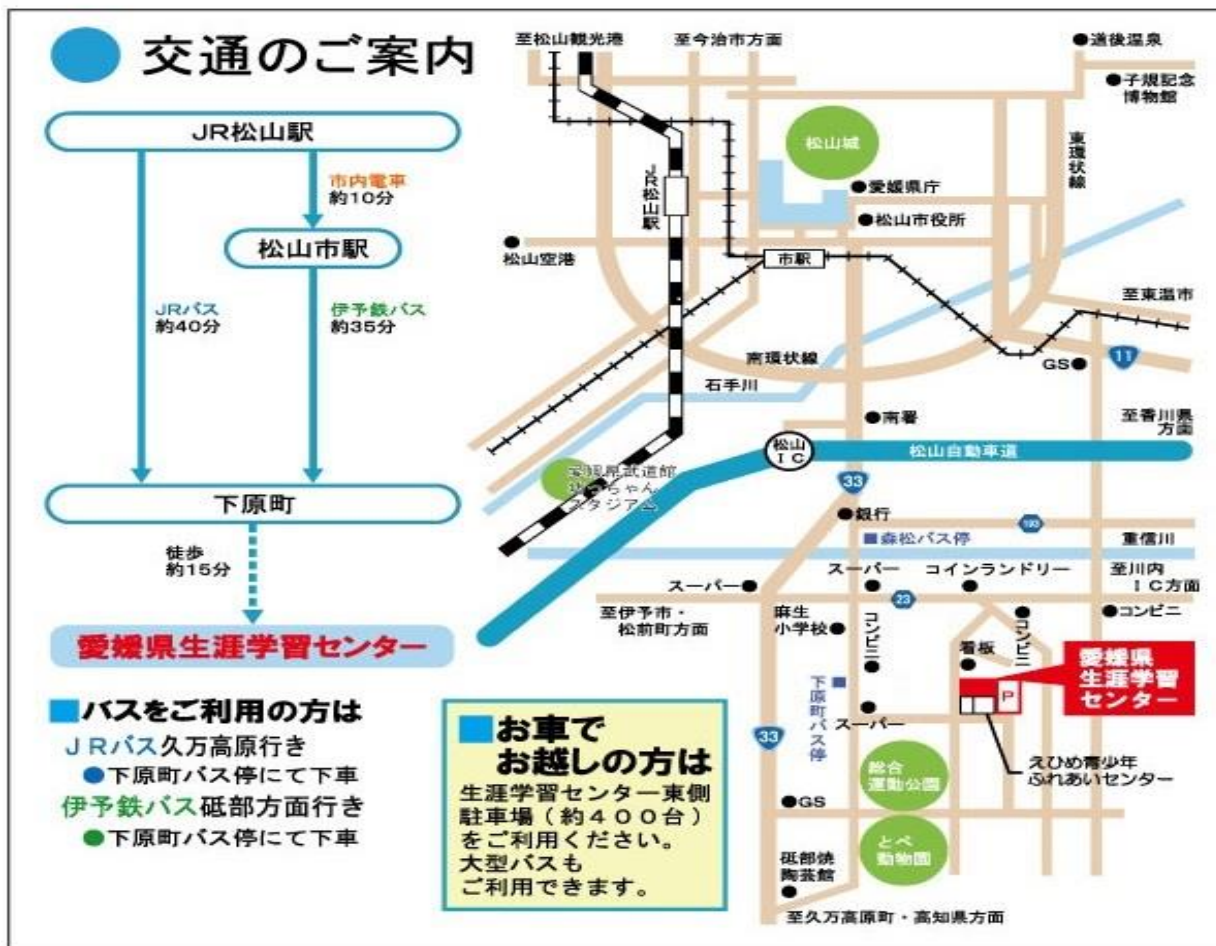 交通のご案内
JR松山駅
市内電車
約10分
松山市駅
JRバス
約40分
伊予鉄バス
約35分
下原町
徒歩
約15分
愛媛県生涯学習センター
■バスをご利用の方は
JRバス久万高原行き
●下原町バス停にて下車
伊予鉄バス砥部方面行き
●下原町バス停にて下車
■お車で
お越しの方は
生涯学習センター東側
駐車場（約400台）
をご利用ください。
大型バスも
ご利用できます。
至松山観光港
至今治市方面
●道後温泉
●子規記念
博物館
松山城
東環状線
JR松山駅
●愛媛県庁
●松山市役所
松山空港
市駅
至東温市
南環状線
GS●
11
石手川
●南署
至香川県
方面
松山
IC
松山自動車道
愛媛県武道館
坊っちゃん
スタジアム
33
●銀行
193
■森松バス停
重信川
スーパー●
スーパー
コインランドリー
至川内
IC方面
23
至伊予市・
松前町方面
麻生
小学校●
コンビニ
コンビニ
●コンビニ
看板
愛媛県
生涯学習
センター
P
下原町バス停
スーパー
33
えひめ青少年
ふれあいセンター
総合
運動公園
●GS
とべ
動物園
砥部焼
陶芸館
至久万高原町・高知県方面